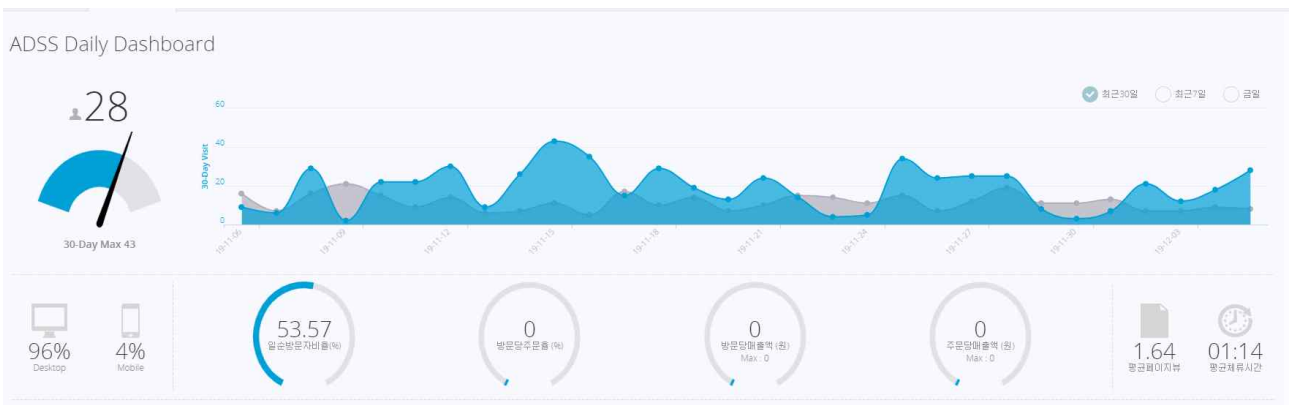 ADSS Daily Dashboard
28
30-Day Max 43
최근30일
최근7일
금일
30-Day Visit
60
40
20
0
19-11-06
19-11-09
19-11-12
19-11-15
19-11-18
19-11-21
19-11-24
19-11-27
19-11-30
19-12-03
96%
Desktop
4%
Mobile
53.57
일순방문자비율(%)
0
방문당주문율 (%)
0
방문당매출액 (원)
Max : 0
0
주문당매출액 (원)
Max : 0
1.64
평균페이지뷰
01:14
평균체류시간